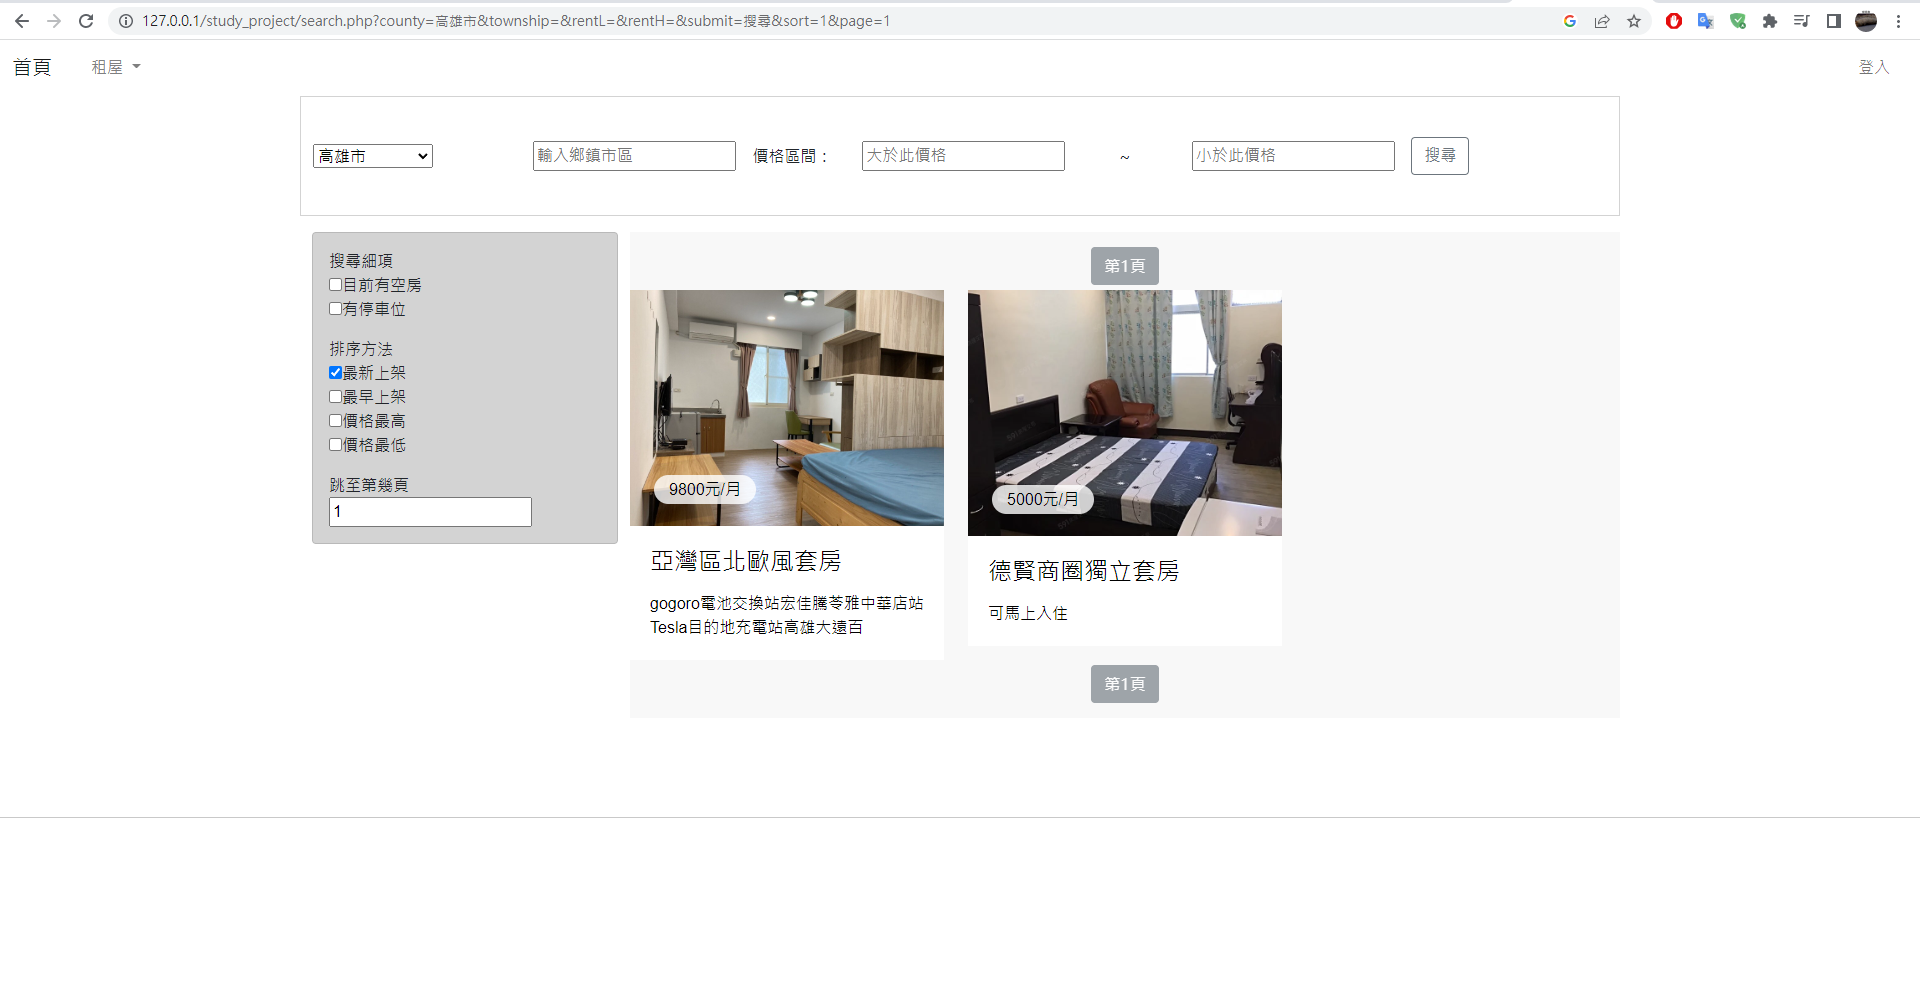 127.0.0.1/study_project/search.php?county=高雄市&township=&rentL=&rentH=&submit=搜尋&sort=1&page=1
首頁 租屋 登入
高雄市 輸入鄉鎮市區 價格區間： 大於此價格 ~ 小於此價格 搜尋
搜尋細項
目前有空房
有停車位
排序方法
最新上架
最早上架
價格最高
價格最低
跳至第幾頁
1
第1頁
9800元/月
亞灣區北歐風套房
gogoro電池交換站宏佳騰苓雅中華店站
Tesla目的地充電站高雄大遠百
5000元/月
德賢商圈獨立套房
可馬上入住
第1頁